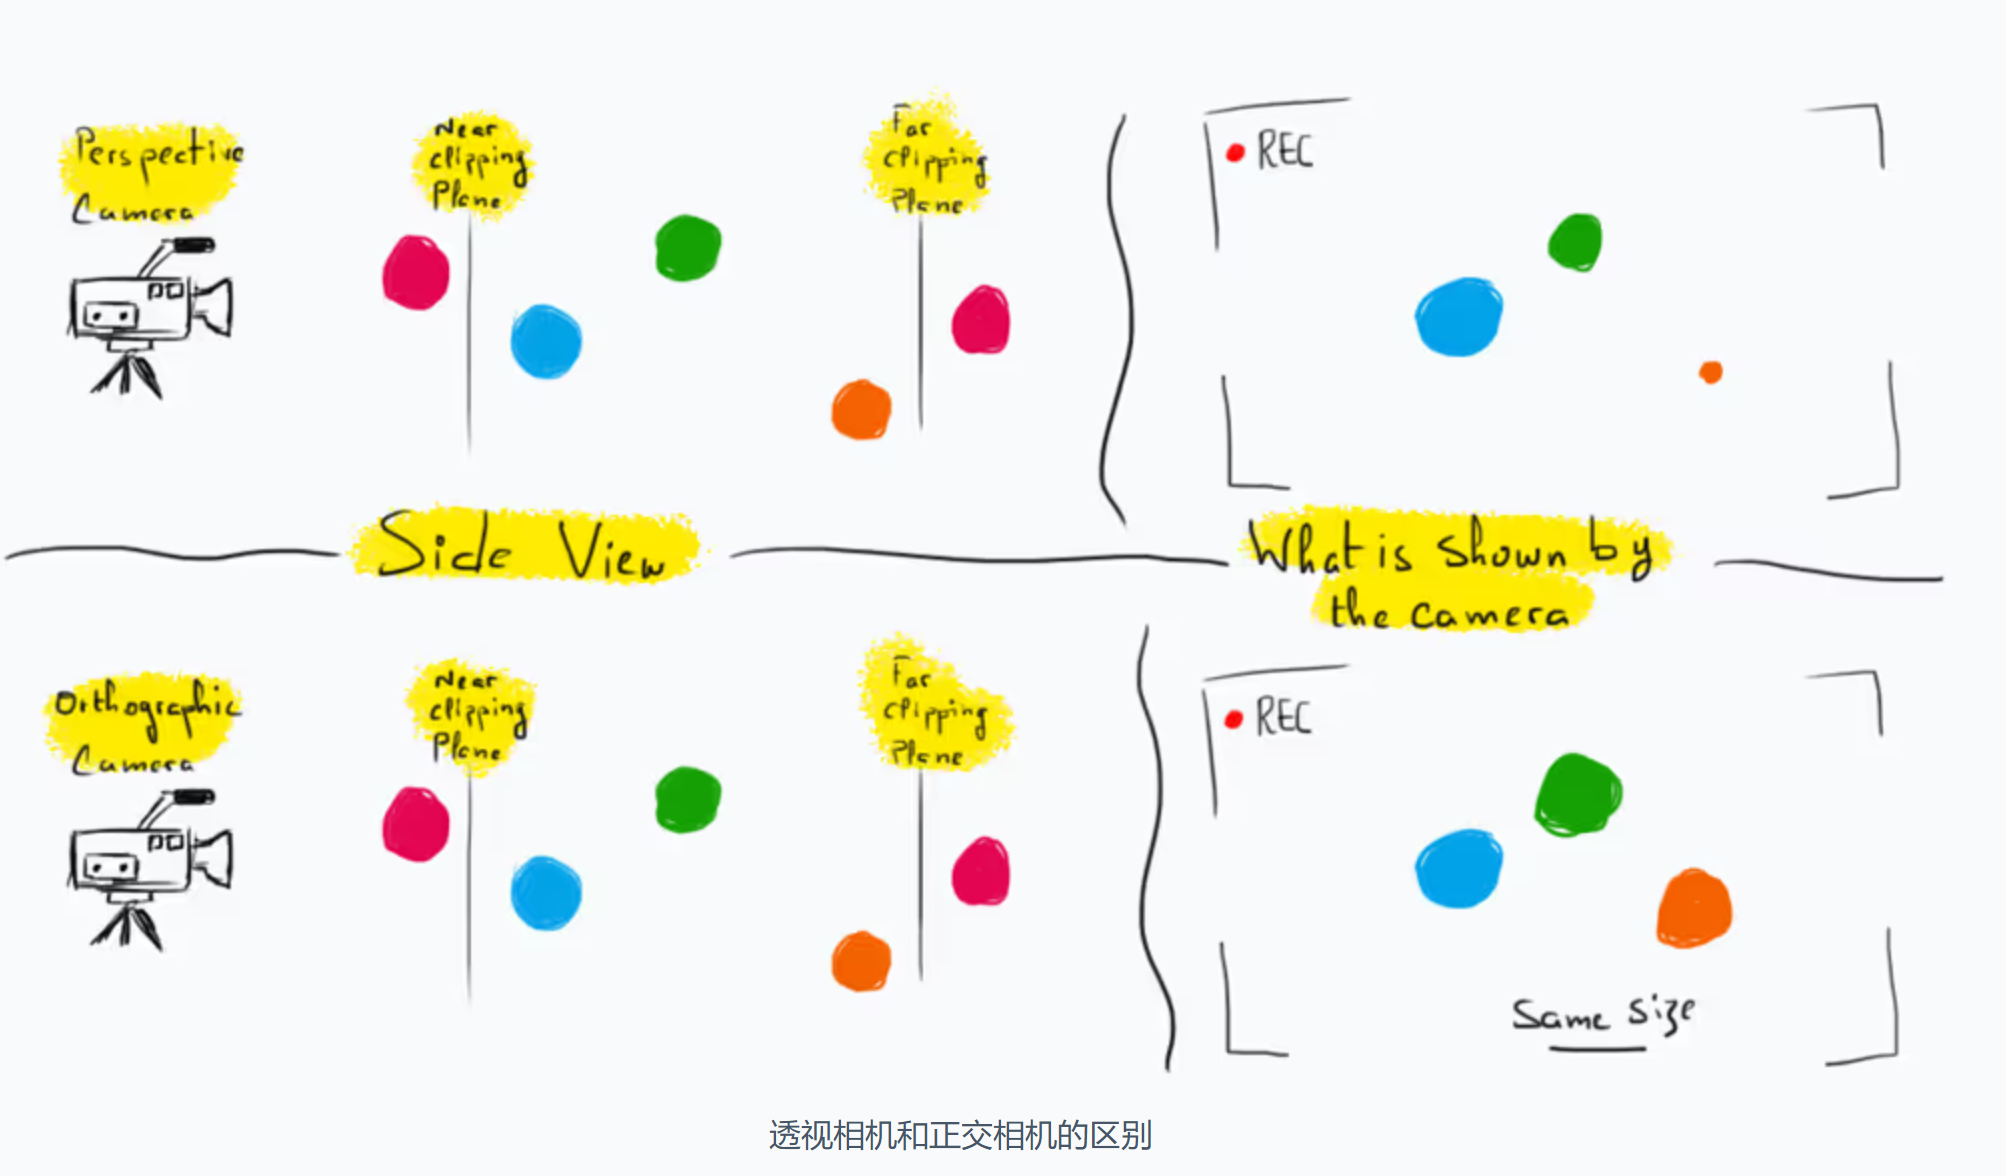 Perspective
Camera
Near
clipping
Plane
Far
clipping
Plane
REC
Side View
What is shown by
the camera
Orthographic
Camera
Near
clipping
Plane
Far
clipping
Plane
REC
Same size
透视相机和正交相机的区别